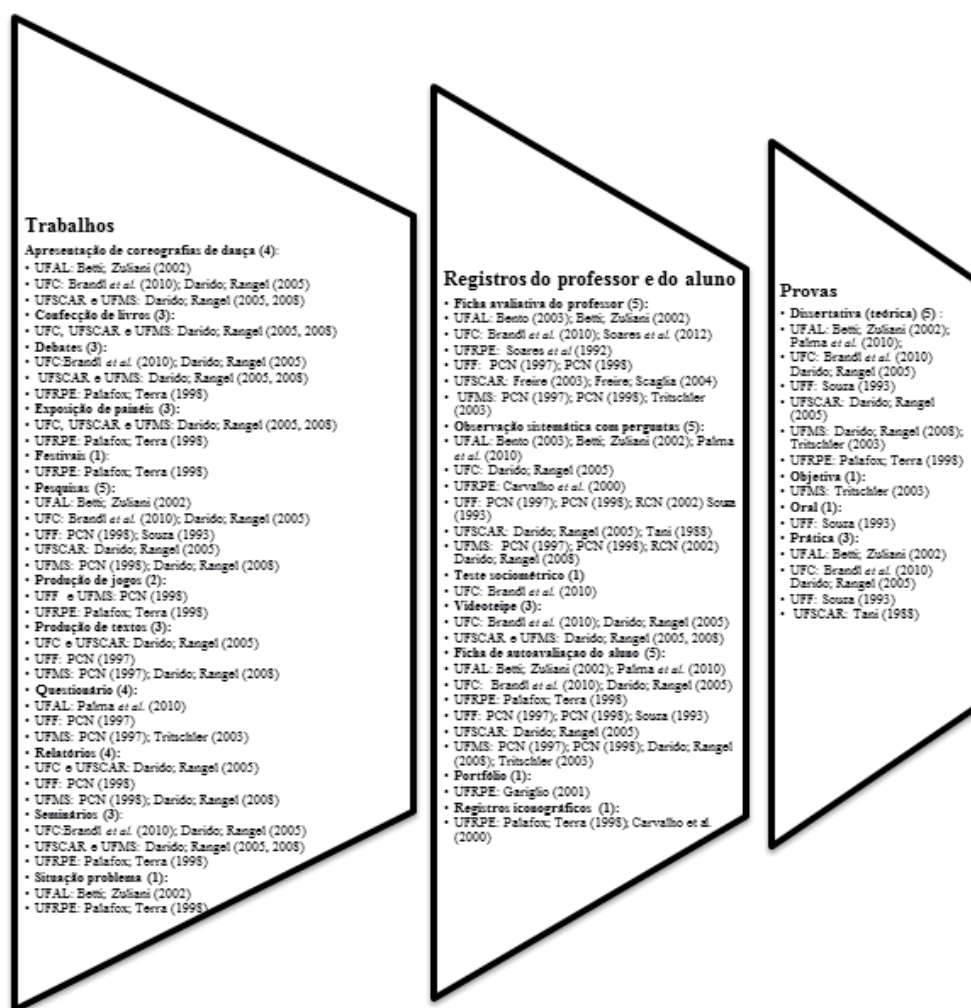 Trabalhos
Apresentação de coreografias de dança (4):
• UFAL: Betti; Zuliani (2002)
• UFC: Brandl et al. (2010); Darido; Rangel (2005)
• UFSCAR e UFMS: Darido; Rangel (2005, 2008)
• Confecção de livros (3):
• UFC, UFSCAR e UFMS: Darido; Rangel (2005, 2008)
• Debates (3):
• UFC:Brandl et al. (2010); Darido; Rangel (2005)
• UFSCAR e UFMS: Darido; Rangel (2005, 2008)
• UFRPE: Palafox; Terra (1998)
• Exposição de painéis (3):
• UFC, UFSCAR e UFMS: Darido; Rangel (2005, 2008)
• UFRPE: Palafox; Terra (1998)
• Festivais (1):
• UFRPE: Palafox; Terra (1998)
• Pesquisas (5):
• UFAL: Betti; Zuliani (2002)
• UFC: Brandl et al. (2010); Darido; Rangel (2005)
• UFF: PCN (1998); Souza (1993)
• UFSCAR: Darido; Rangel (2005)
• UFMS: PCN (1998); Darido; Rangel (2008)
• Produção de jogos (2):
• UFF e UFMS: PCN (1998)
• UFRPE: Palafox; Terra (1998)
• Produção de textos (3):
• UFC e UFSCAR: Darido; Rangel (2005)
• UFF: PCN (1997)
• UFMS: PCN (1997); Darido; Rangel (2008)
• Questionário (4):
• UFAL: Palma et al. (2010)
• UFF: PCN (1997)
• UFMS: PCN (1997); Tritschler (2003)
• Relatórios (4):
• UFC e UFSCAR: Darido; Rangel (2005)
• UFF: PCN (1998)
• UFMS: PCN (1998); Darido; Rangel (2008)
• Seminários (3):
• UFC:Brandl et al. (2010); Darido; Rangel (2005)
• UFSCAR e UFMS: Darido; Rangel (2005, 2008)
• UFRPE: Palafox; Terra (1998)
• Situação problema (1):
• UFAL: Betti; Zuliani (2002)
• UFRPE: Palafox; Terra (1998)
Registros do professor e do aluno
• Ficha avaliativa do professor (5):
• UFAL: Bento (2003); Betti; Zuliani (2002)
• UFC: Brandl et al. (2010); Soares et al (2012)
• UFRPE: Soares et al (1992)
• UFF: PCN (1997); PCN (1998)
• UFSCAR: Freire (2003); Freire; Scaglia (2004)
• UFMS: PCN (1997); PCN (1998); Tritschler
(2003)
• Observação sistemática com perguntas (5):
• UFAL: Bento (2003); Betti; Zuliani (2002); Palma
et al. (2010)
• UFC: Darido; Rangel (2005)
• UFRPE: Carvalho et al. (2000)
• UFF: PCN (1997); PCN (1998); RCN (2002) Souza
(1993)
• UFSCAR: Darido; Rangel (2005); Tani (1988)
• UFMS: PCN (1997); PCN (1998); RCN (2002)
Darido; Rangel (2008)
• Teste sociométrico (1)
• UFC: Brandl et al. (2010)
• Videoteipe (3):
• UFC: Brandl et al. (2010); Darido; Rangel (2005)
• UFSCAR e UFMS: Darido; Rangel (2005, 2008)
• Ficha de autoavaliaçao do aluno (5):
• UFAL: Betti; Zuliani (2002); Palma et al. (2010)
• UFC: Brandl et al. (2010); Darido; Rangel (2005)
• UFRPE: Palafox; Terra (1998)
• UFF: PCN (1997); PCN (1998); Souza (1993)
• UFSCAR: Darido; Rangel (2005)
• UFMS: PCN (1997); PCN (1998); Darido; Rangel
(2008); Tritschler (2003)
• Portfólio (1):
• UFRPE: Gariglio (2001)
• Registros iconográficos (1):
• UFRPE: Palafox; Terra (1998); Carvalho et al.
(2000)
Provas
• Dissertativa (teórica) (5) :
• UFAL: Betti; Zuliani (2002);
Palma et al. (2010);
• UFC: Brandl et al. (2010)
Darido; Rangel (2005)
• UFF: Souza (1993)
• UFSCAR: Darido; Rangel
(2005)
• UFMS: Darido; Rangel (2008);
Tritschler (2003)
• UFRPE: Palafox; Terra (1998)
• Objetiva (1):
• UFMS: Tritschler (2003)
• Oral (1):
• UFF: Souza (1993)
• Prática (3):
• UFAL: Betti; Zuliani (2002)
• UFC: Brandl et al. (2010)
Darido; Rangel (2005)
• UFF: Souza (1993)
• UFSCAR: Tani (1988)